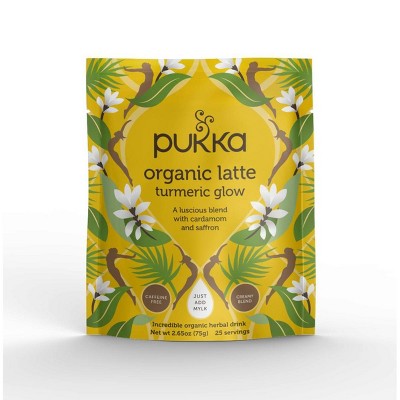 pukka
organic latte
turmeric glow
A luscious blend
with cardamom
and saffron
CAFFEINE
FREE
JUST
ADD
MYLK
CREAMY
BLEND
Incredible organic herbal drink
Net wt 2.65oz (75g) 25 servings